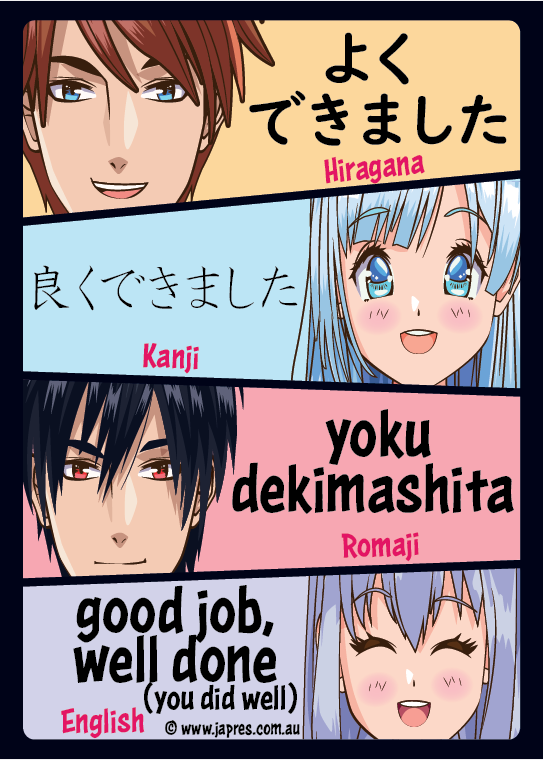 よく
できました
Hiragana
良くできました
Kanji
yoku
dekimashita
Romaji
good job,
well done
(you did well)
English
© www.japres.com.au